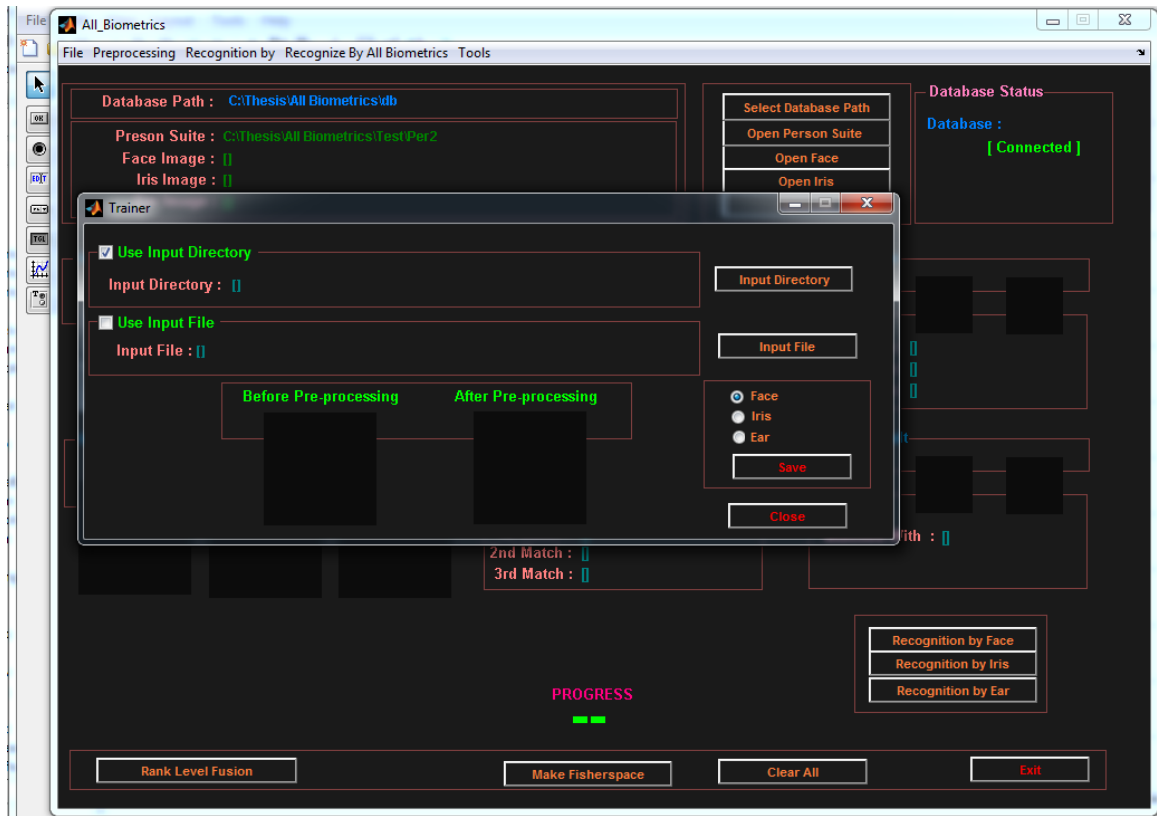 File
All_Biometrics
File Preprocessing Recognition by Recognize By All Biometrics Tools
Database Path : C:\Thesis\All Biometrics\db
Preson Suite : C:\Thesis\All Biometrics\Test\Per2
Face Image : []
Iris Image : []
Select Database Path
Open Person Suite
Open Face
Open Iris
Database Status
Database :
[ Connected ]
OK
EDIT
TGL
Trainer
Use Input Directory
Input Directory : []
Input Directory
Use Input File
Input File : []
Input File
Before Pre-processing
After Pre-processing
Face
Iris
Ear
Save
Close
[]
[]
[]
With : []
2nd Match : []
3rd Match : []
Recognition by Face
Recognition by Iris
Recognition by Ear
PROGRESS
Rank Level Fusion
Make Fisherspace
Clear All
Exit